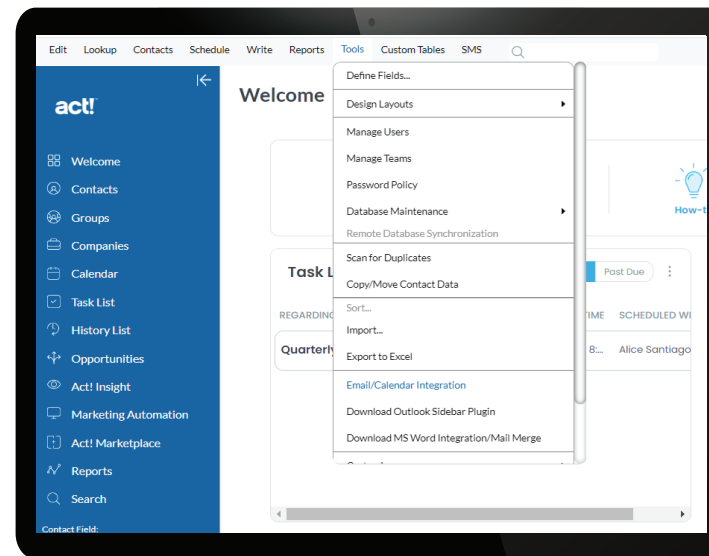 Edit Lookup Contacts Schedule Write Reports Tools Custom Tables SMS
act!
Welcome
Contacts
Groups
Companies
Calendar
Task List
History List
Opportunities
Act! Insight
Marketing Automation
Act! Marketplace
Reports
Search
Contact Field:
Welcome
Define Fields...
Design Layouts
Manage Users
Manage Teams
Password Policy
Database Maintenance
Remote Database Synchronization
Scan for Duplicates
Copy/Move Contact Data
Sort...
Import...
Export to Excel
Email/Calendar Integration
Download Outlook Sidebar Plugin
Download MS Word Integration/Mail Merge
How-t
Task L
Past Due
REGARDING
IME SCHEDULED WI
Quarterly
8:... Alice Santiago